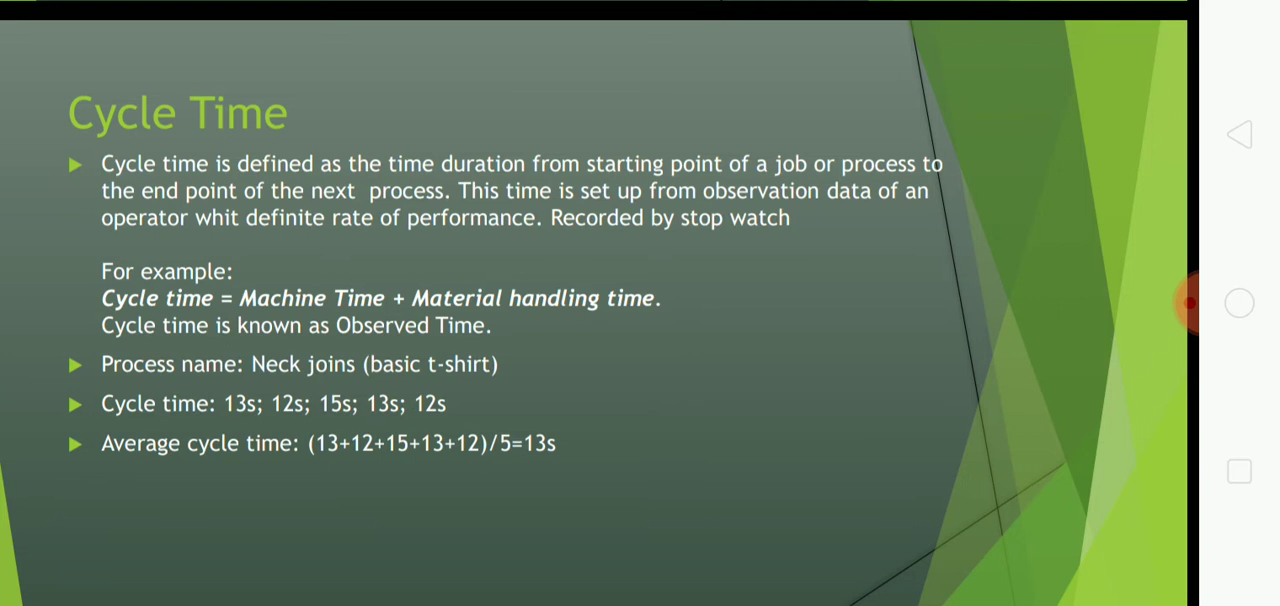 Cycle Time
Cycle time is defined as the time duration from starting point of a job or process to
the end point of the next process. This time is set up from observation data of an
operator whit definite rate of performance. Recorded by stop watch
For example:
Cycle time = Machine Time + Material handling time.
Cycle time is known as Observed Time.
Process name: Neck joins (basic t-shirt)
Cycle time: 13s; 12s; 15s; 13s; 12s
Average cycle time: (13+12+15+13+12)/5=13s